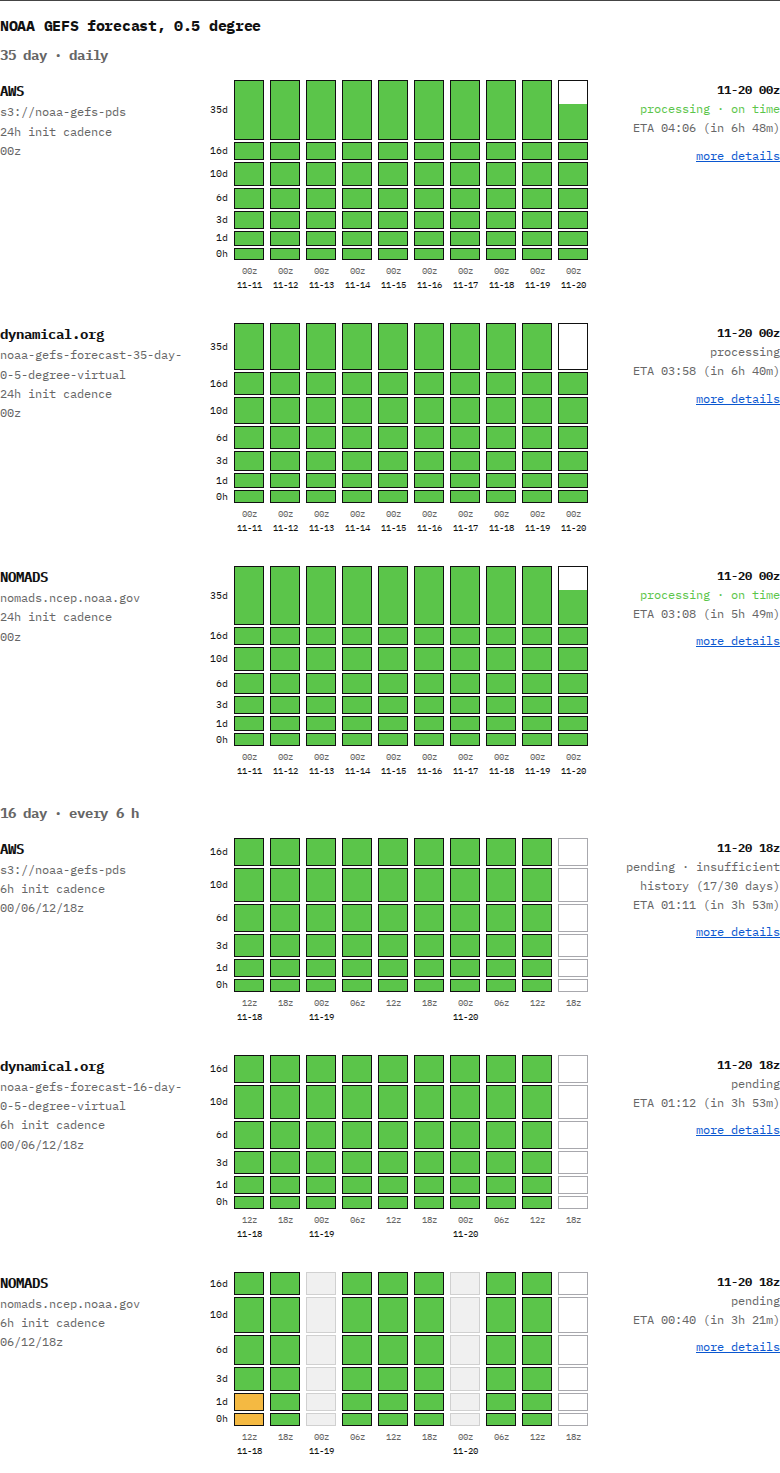 NOAA GEFS forecast, 0.5 degree
35 day · daily
AWS
s3://noaa-gefs-pds
24h init cadence
00z
35d
16d
10d
6d
3d
1d
0h
00z 00z 00z 00z 00z 00z 00z 00z 00z 00z
11-11 11-12 11-13 11-14 11-15 11-16 11-17 11-18 11-19 11-20
11-20 00z
processing · on time
ETA 04:06 (in 6h 48m)
more details
dynamical.org
noaa-gefs-forecast-35-day-
0-5-degree-virtual
24h init cadence
00z
35d
16d
10d
6d
3d
1d
0h
00z 00z 00z 00z 00z 00z 00z 00z 00z 00z
11-11 11-12 11-13 11-14 11-15 11-16 11-17 11-18 11-19 11-20
11-20 00z
processing
ETA 03:58 (in 6h 40m)
more details
NOMADS
nomads.ncep.noaa.gov
24h init cadence
00z
35d
16d
10d
6d
3d
1d
0h
00z 00z 00z 00z 00z 00z 00z 00z 00z 00z
11-11 11-12 11-13 11-14 11-15 11-16 11-17 11-18 11-19 11-20
11-20 00z
processing · on time
ETA 03:08 (in 5h 49m)
more details
16 day · every 6 h
AWS
s3://noaa-gefs-pds
6h init cadence
00/06/12/18z
16d
10d
6d
3d
1d
0h
12z 18z 00z 06z 12z 18z 00z 06z 12z 18z
11-18 11-19 11-20
11-20 18z
pending · insufficient
history (17/30 days)
ETA 01:11 (in 3h 53m)
more details
dynamical.org
noaa-gefs-forecast-16-day-
0-5-degree-virtual
6h init cadence
00/06/12/18z
16d
10d
6d
3d
1d
0h
12z 18z 00z 06z 12z 18z 00z 06z 12z 18z
11-18 11-19 11-20
11-20 18z
pending
ETA 01:12 (in 3h 53m)
more details
NOMADS
nomads.ncep.noaa.gov
6h init cadence
06/12/18z
16d
10d
6d
3d
1d
0h
12z 18z 00z 06z 12z 18z 00z 06z 12z 18z
11-18 11-19 11-20
11-20 18z
pending
ETA 00:40 (in 3h 21m)
more details